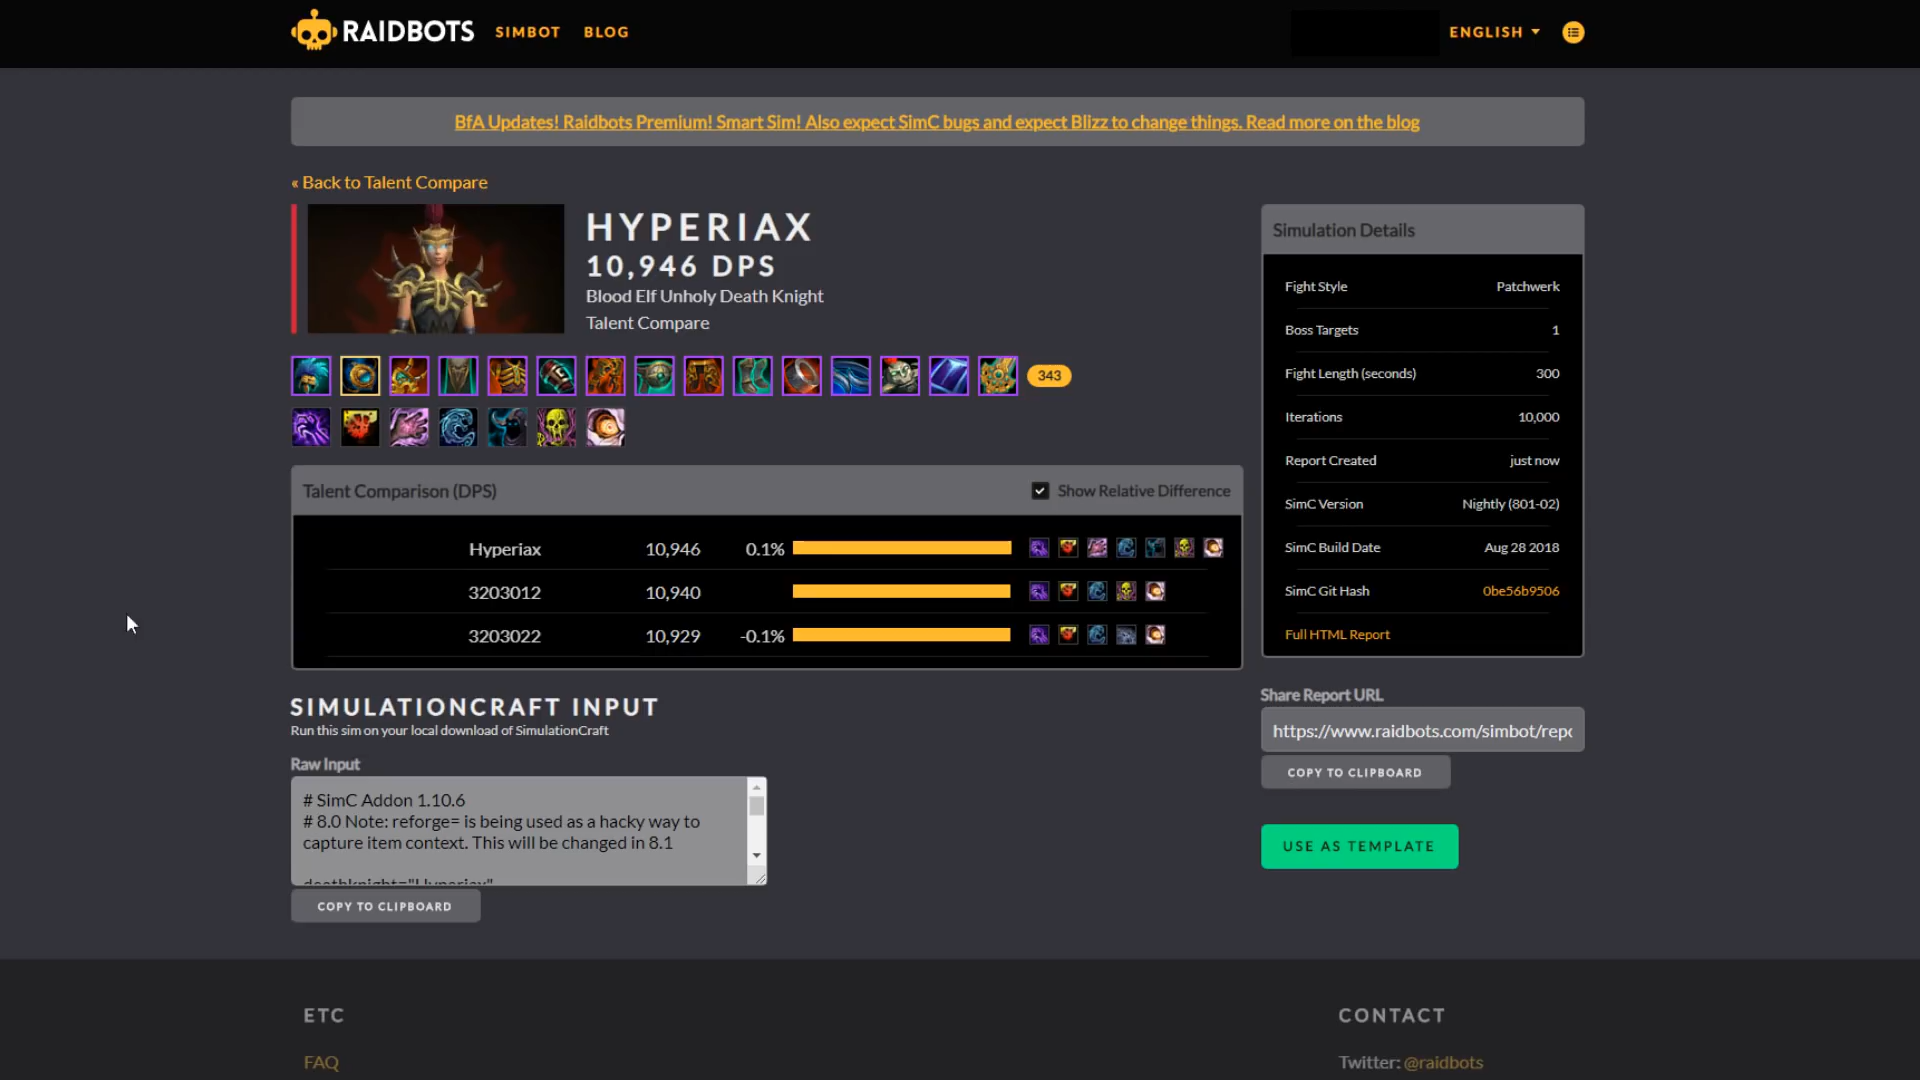 RAIDBOTS SIMBOT BLOG ENGLISH
BfA Updates! Raidbots Premium! Smart Sim! Also expect SimC bugs and expect Blizz to change things. Read more on the blog
« Back to Talent Compare
HYPERIAX
10,946 DPS
Blood Elf Unholy Death Knight
Talent Compare
343
Talent Comparison (DPS) Show Relative Difference
Hyperiax 10,946 0.1%
3203012 10,940
3203022 10,929 -0.1%
SIMULATIONCRAFT INPUT
Run this sim on your local download of SimulationCraft
Raw Input
# SimC Addon 1.10.6
# 8.0 Note: reforge= is being used as a hacky way to
capture item context. This will be changed in 8.1
deathknight="Hyperiax"
COPY TO CLIPBOARD
Simulation Details
Fight Style Patchwerk
Boss Targets 1
Fight Length (seconds) 300
Iterations 10,000
Report Created just now
SimC Version Nightly (801-02)
SimC Build Date Aug 28 2018
SimC Git Hash 0be56b9506
Full HTML Report
Share Report URL
https://www.raidbots.com/simbot/repo
COPY TO CLIPBOARD
USE AS TEMPLATE
ETC
FAQ
CONTACT
Twitter: @raidbots